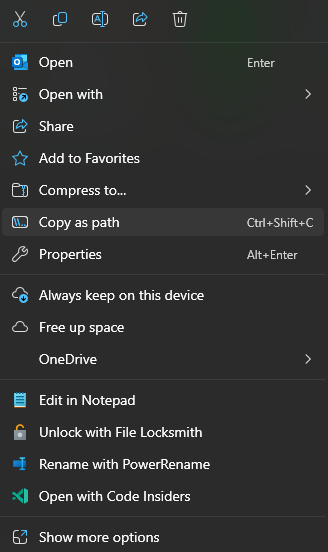 Open Enter
Open with
Share
Add to Favorites
Compress to...
Copy as path Ctrl+Shift+C
Properties Alt+Enter
Always keep on this device
Free up space
OneDrive
Edit in Notepad
Unlock with File Locksmith
Rename with PowerRename
Open with Code Insiders
Show more options